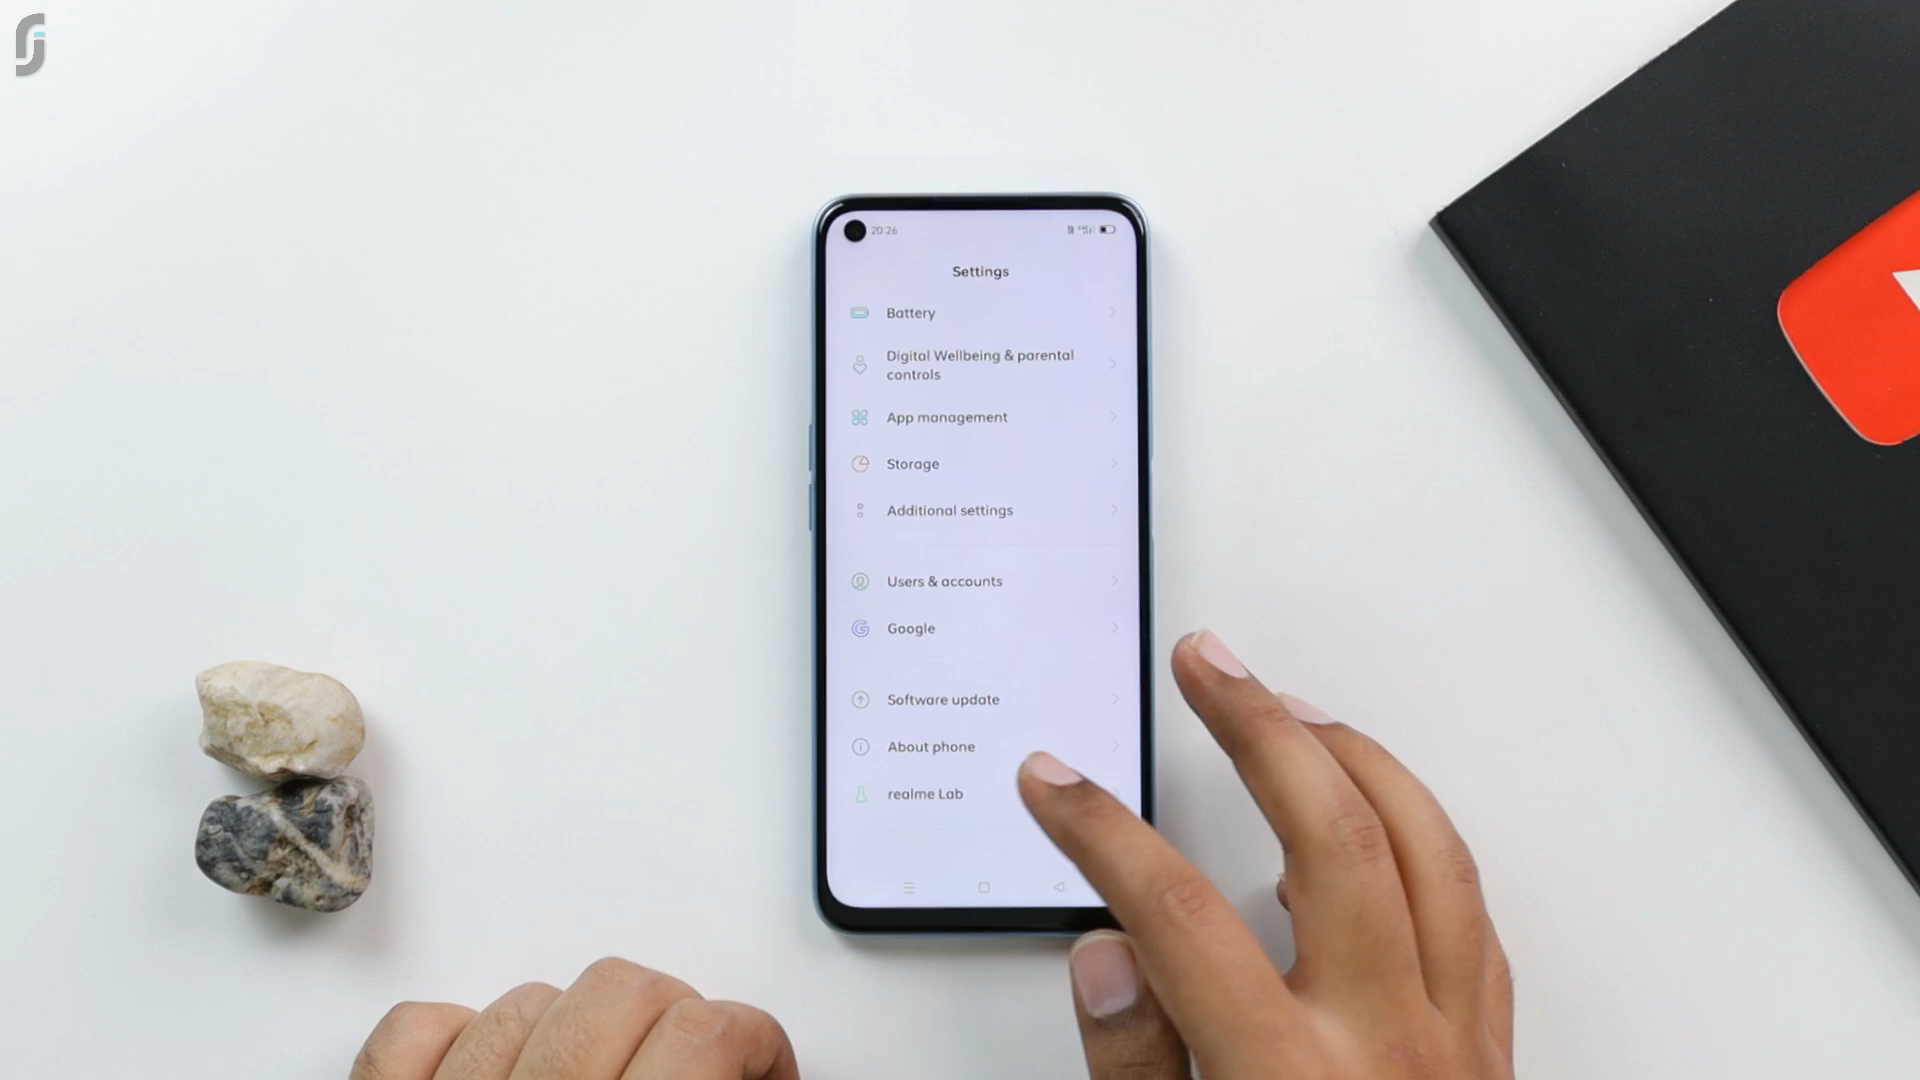 20:26
Settings
Battery
Digital Wellbeing & parental
controls
App management
Storage
Additional settings
Users & accounts
Google
Software update
About phone
realme Lab